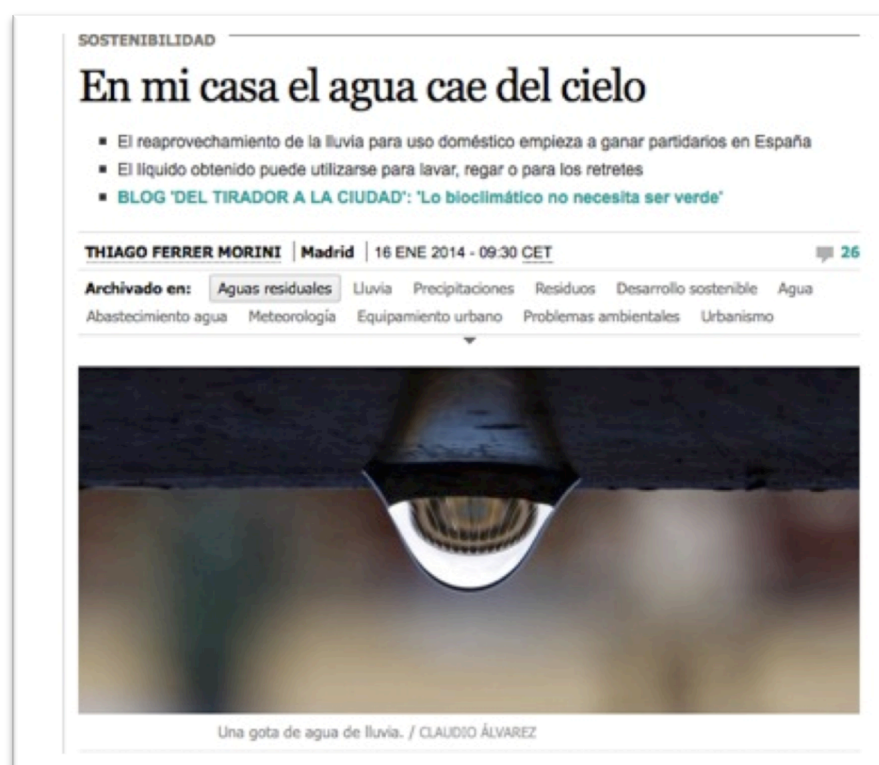 SOSTENIBILIDAD
En mi casa el agua cae del cielo
▪ El reaprovechamiento de la lluvia para uso doméstico empieza a ganar partidarios en España
▪ El líquido obtenido puede utilizarse para lavar, regar o para los retretes
▪ BLOG 'DEL TIRADOR A LA CIUDAD': 'Lo bioclimático no necesita ser verde'
THIAGO FERRER MORINI | Madrid | 16 ENE 2014 - 09:30 CET 26
Archivado en: Aguas residuales Lluvia Precipitaciones Residuos Desarrollo sostenible Agua
Abastecimiento agua Meteorología Equipamiento urbano Problemas ambientales Urbanismo
Una gota de agua de lluvia. / CLAUDIO ÁLVAREZ